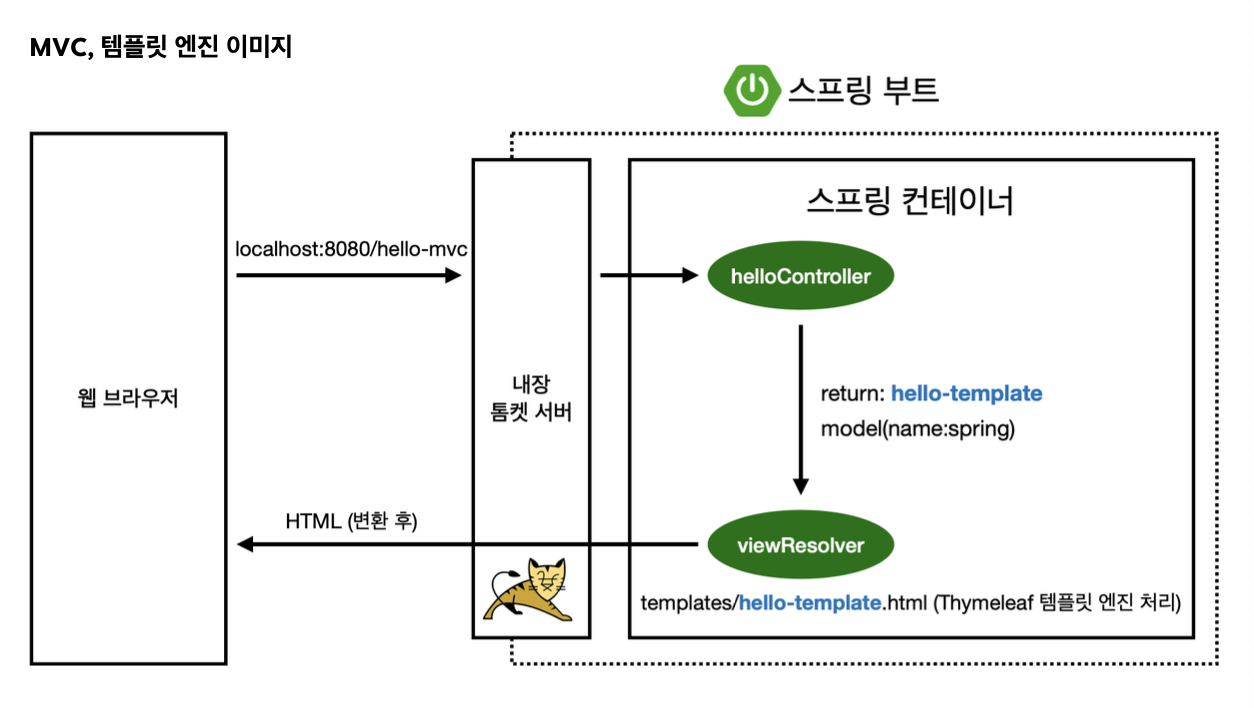 MVC, 템플릿 엔진 이미지
스프링 부트
스프링 컨테이너
localhost:8080/hello-mvc
helloController
웹 브라우저
내장
톰켓 서버
return: hello-template
model(name:spring)
HTML (변환 후)
viewResolver
templates/hello-template.html (Thymeleaf 템플릿 엔진 처리)